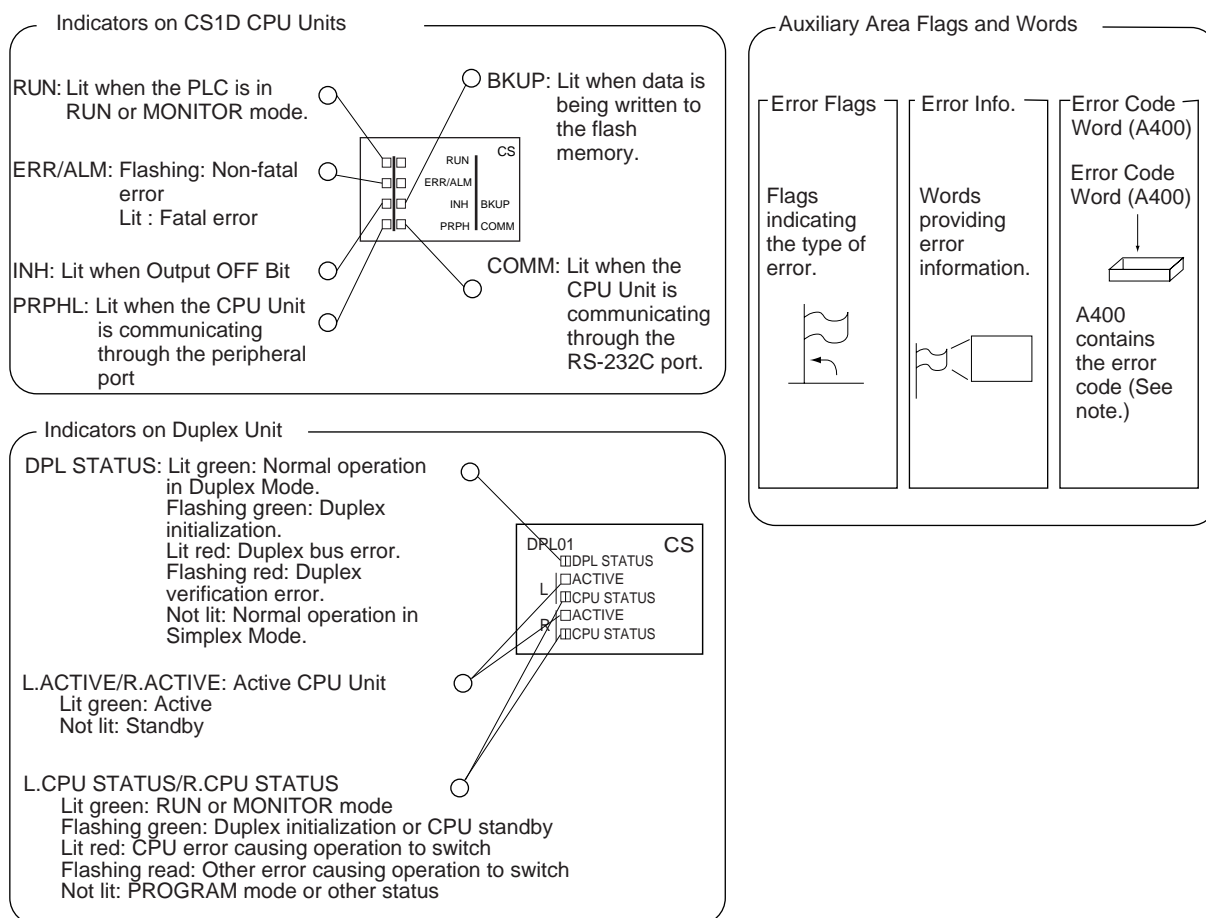 Indicators on CS1D CPU Units
RUN: Lit when the PLC is in
RUN or MONITOR mode.
ERR/ALM: Flashing: Non-fatal
error
Lit : Fatal error
INH: Lit when Output OFF Bit
PRPHL: Lit when the CPU Unit
is communicating
through the peripheral
port
BKUP: Lit when data is
being written to
the flash
memory.
CS
RUN
ERR/ALM
INH BKUP
PRPH COMM
COMM: Lit when the
CPU Unit is
communicating
through the
RS-232C port.
Auxiliary Area Flags and Words
Error Flags
Flags
indicating
the type of
error.
Error Info.
Words
providing
error
information.
Error Code
Word (A400)
Error Code
Word (A400)
A400
contains
the error
code (See
note.)
Indicators on Duplex Unit
DPL STATUS: Lit green: Normal operation
in Duplex Mode.
Flashing green: Duplex
initialization.
Lit red: Duplex bus error.
Flashing red: Duplex
verification error.
Not lit: Normal operation in
Simplex Mode.
DPL01 CS
DPL STATUS
L ACTIVE
CPU STATUS
R ACTIVE
CPU STATUS
L.ACTIVE/R.ACTIVE: Active CPU Unit
Lit green: Active
Not lit: Standby
L.CPU STATUS/R.CPU STATUS
Lit green: RUN or MONITOR mode
Flashing green: Duplex initialization or CPU standby
Lit red: CPU error causing operation to switch
Flashing read: Other error causing operation to switch
Not lit: PROGRAM mode or other status